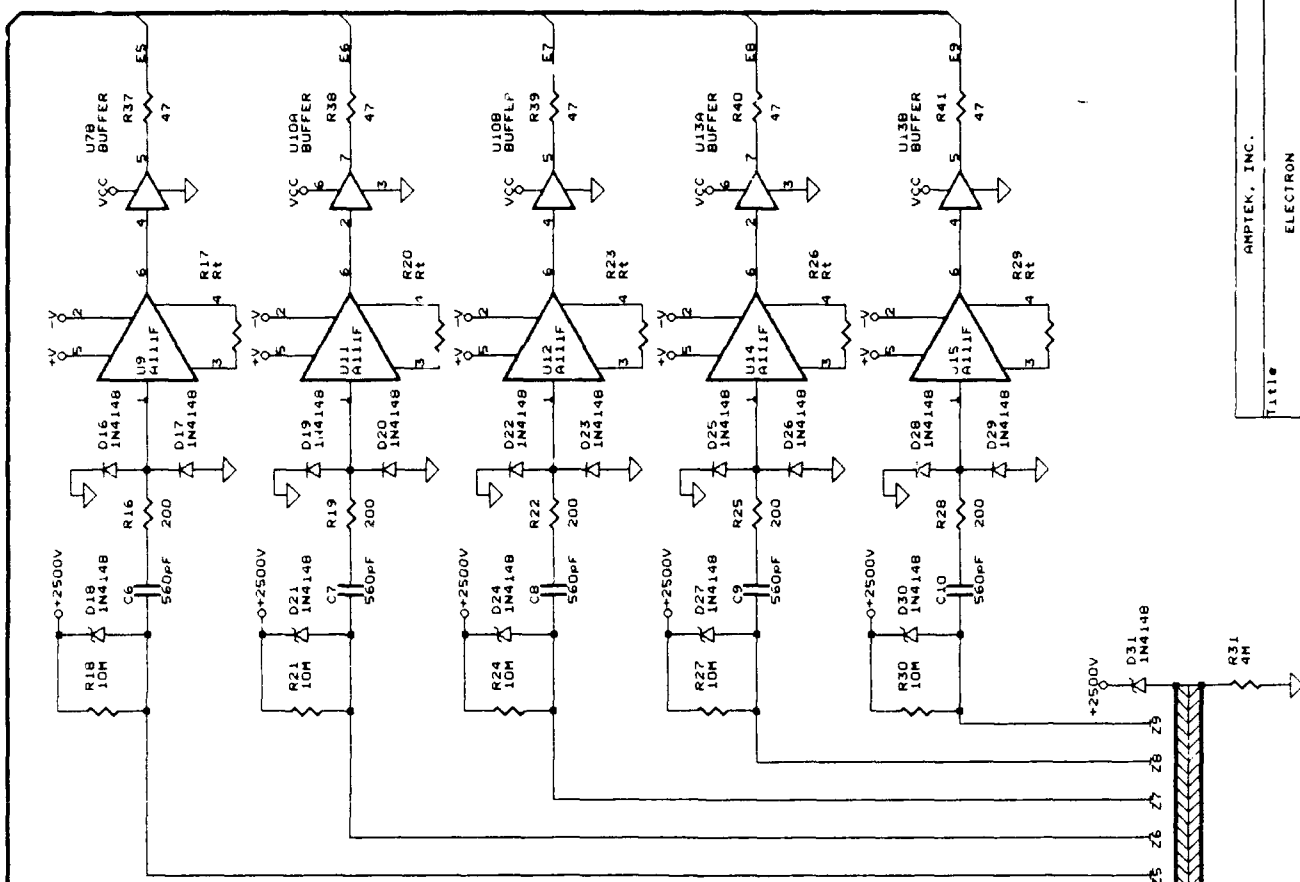 E5
R37
47
U7B
BUFFER
VCC
5
4
6
R17
Rt
4
3
-V
2
+V
5
U9
A111F
1
D16
1N4148
D17
1N4148
R16
200
+2500V
D18
1N4148
C6
560pF
R18
10M
E6
R38
47
U10A
BUFFER
VCC
6
7
3
2
6
R20
Rt
3
-V
2
+V
5
U11
A111F
1
D19
1N4148
D20
1N4148
R19
200
+2500V
D21
1N4148
C7
560pF
R21
10M
E7
R39
47
U10B
VCC
5
4
6
R23
Rt
4
3
-V
2
+V
5
U12
A111F
1
D22
1N4148
D23
1N4148
R22
200
+2500V
D24
1N4148
C8
560pF
R24
10M
E8
R40
47
U13A
BUFFER
VCC
6
7
3
2
6
R26
Rt
4
3
-V
2
+V
5
U14
A111F
1
D25
1N4148
D26
1N4148
R25
200
+2500V
D27
1N4148
C9
560pF
R27
10M
E9
R41
47
U13B
BUFFER
VCC
5
4
6
R29
Rt
4
3
-V
2
+V
5
U15
A111F
1
D28
1N4148
D29
1N4148
R28
200
+2500V
D30
1N4148
C10
560pF
R30
10M
+2500V
D31
1N4148
R31
4M
Z9
Z8
Z7
Z6
Z5
AMPTEK, INC.
Title
ELECTRON